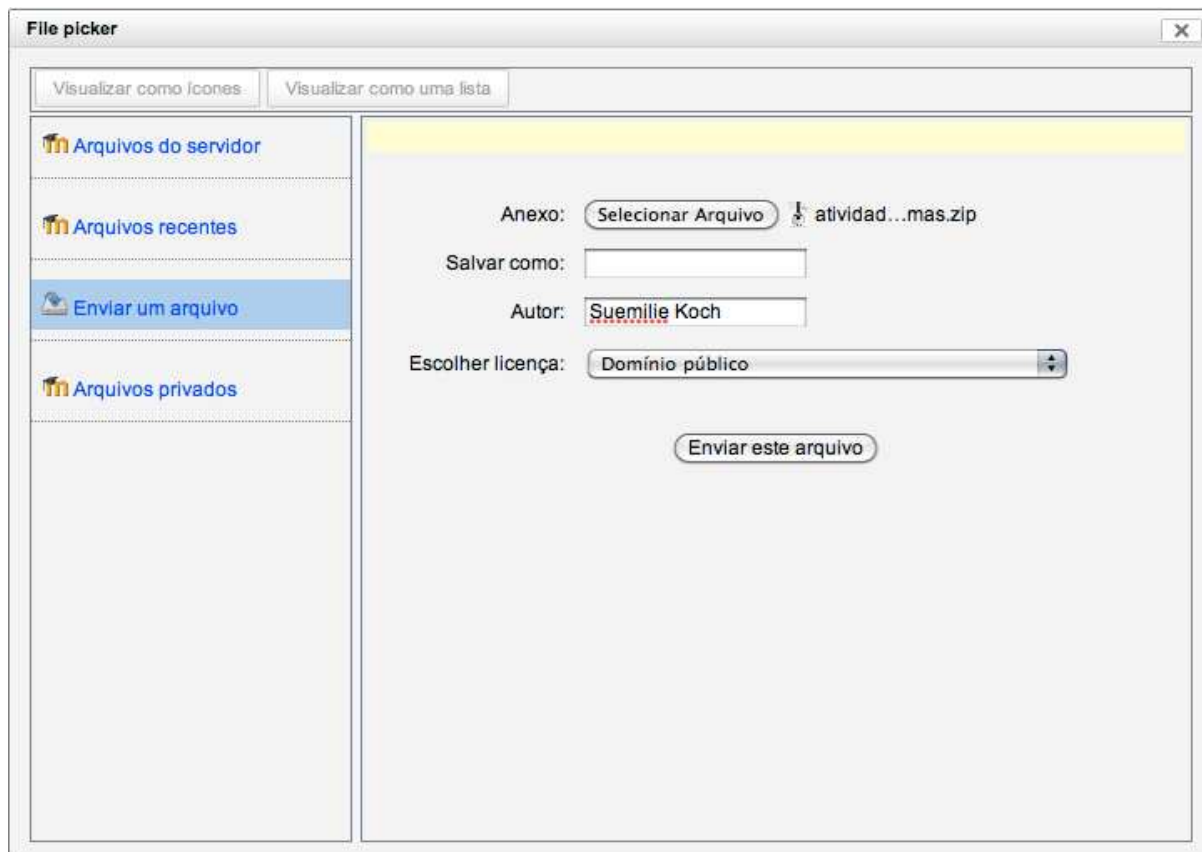 File picker
Visualizar como ícones Visualizar como uma lista
Arquivos do servidor
Arquivos recentes
Enviar um arquivo
Arquivos privados
Anexo: Selecionar Arquivo atividad...mas.zip
Salvar como:
Autor: Suemilie Koch
Escolher licença: Domínio público
Enviar este arquivo